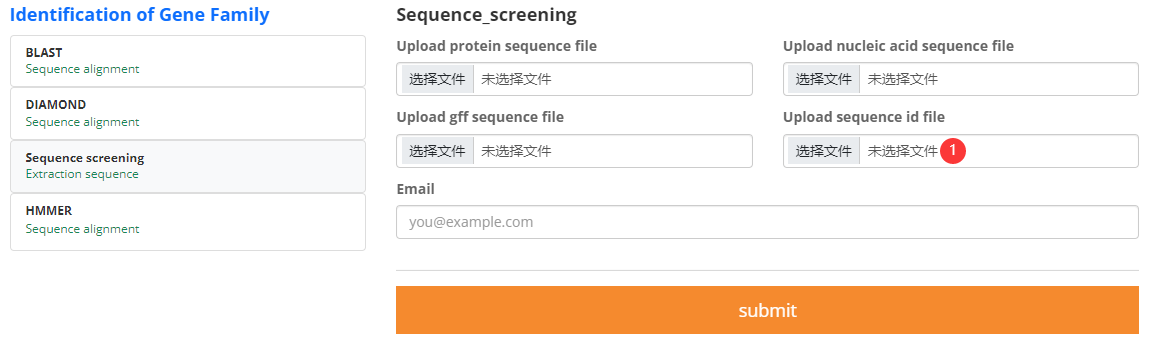 Identification of Gene Family
BLAST
Sequence alignment
DIAMOND
Sequence alignment
Sequence screening
Extraction sequence
HMMER
Sequence alignment
Sequence_screening
Upload protein sequence file
选择文件 未选择文件
Upload nucleic acid sequence file
选择文件 未选择文件
Upload gff sequence file
选择文件 未选择文件
Upload sequence id file
选择文件 未选择文件 1
Email
you@example.com
submit